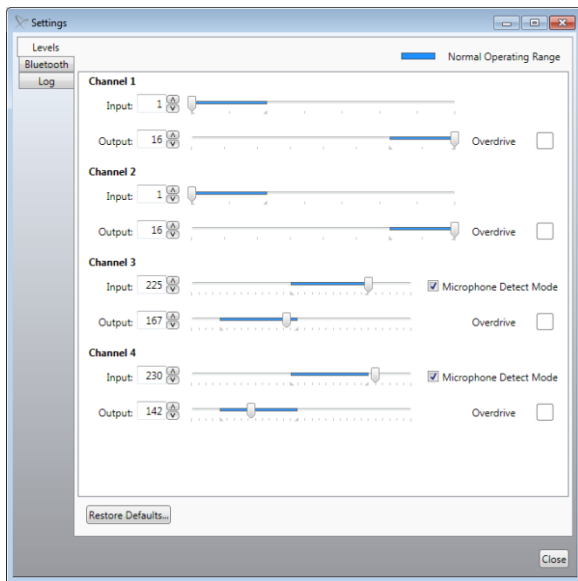 Settings
Levels
Bluetooth
Log
Normal Operating Range
Channel 1
Input: 1
Output: 16 Overdrive
Channel 2
Input: 1
Output: 16 Overdrive
Channel 3
Input: 225 Microphone Detect Mode
Output: 167 Overdrive
Channel 4
Input: 230 Microphone Detect Mode
Output: 142 Overdrive
Restore Defaults...
Close